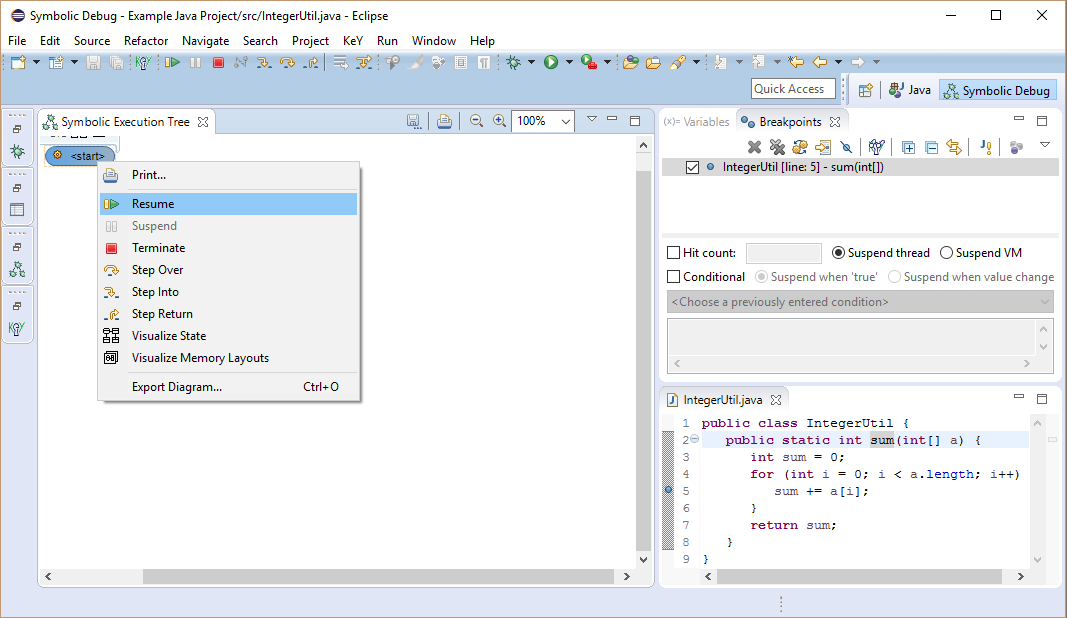 Symbolic Debug - Example Java Project/src/IntegerUtil.java - Eclipse
File Edit Source Refactor Navigate Search Project KeY Run Window Help
Quick Access
Java
Symbolic Debug
Symbolic Execution Tree
100%
<start>
Print...
Resume
Suspend
Terminate
Step Over
Step Into
Step Return
Visualize State
Visualize Memory Layouts
Export Diagram... Ctrl+O
(x)= Variables Breakpoints
IntegerUtil [line: 5] - sum(int[])
Hit count: Suspend thread Suspend VM
Conditional Suspend when 'true' Suspend when value change
<Choose a previously entered condition>
IntegerUtil.java
1 public class IntegerUtil {
2 public static int sum(int[] a) {
3 int sum = 0;
4 for (int i = 0; i < a.length; i++)
5 sum += a[i];
6 }
7 return sum;
8 }
9 }